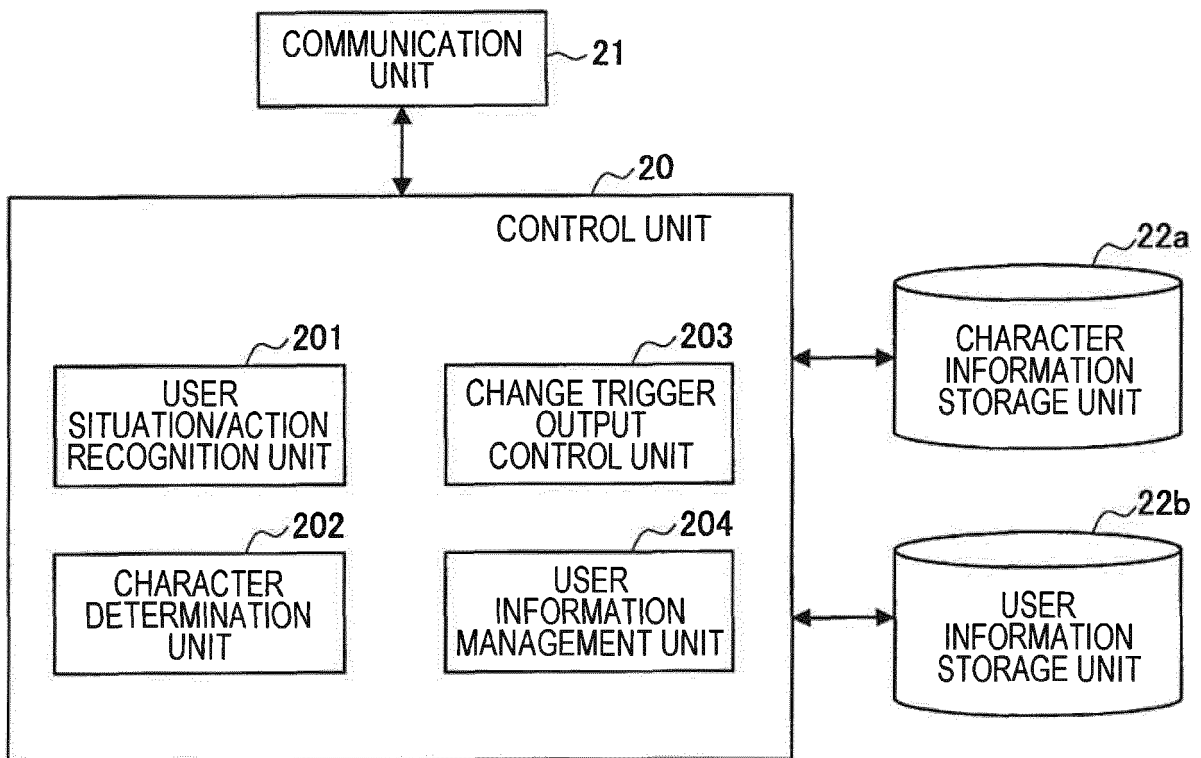 COMMUNICATION
UNIT
21
20
CONTROL UNIT
22a
CHARACTER
INFORMATION
STORAGE UNIT
201
USER
SITUATION/ACTION
RECOGNITION UNIT
203
CHANGE TRIGGER
OUTPUT
CONTROL UNIT
202
CHARACTER
DETERMINATION
UNIT
204
USER
INFORMATION
MANAGEMENT UNIT
22b
USER
INFORMATION
STORAGE UNIT